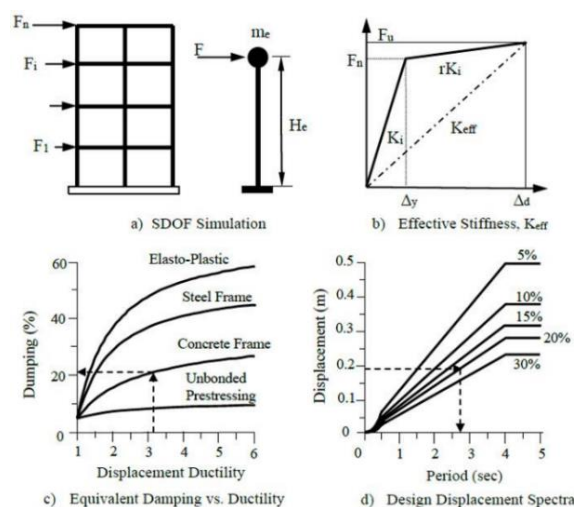 Fₙ
Fᵢ
F₁
F
mₑ
Hₑ
a) SDOF Simulation
Fᵤ
Fₙ
rKᵢ
Kᵢ
Keff
Δy
Δd
b) Effective Stiffness, Keff
Dumping (%)
60
40
20
0
Elasto-Plastic
Steel Frame
Concrete Frame
Unbonded
Prestressing
1 2 3 4 5 6
Displacement Ductility
c) Equivalent Damping vs. Ductility
Displacement (m)
0.5
0.4
0.3
0.2
0.1
0
5%
10%
15%
20%
30%
0 1 2 3 4 5
Period (sec)
d) Design Displacement Spectra